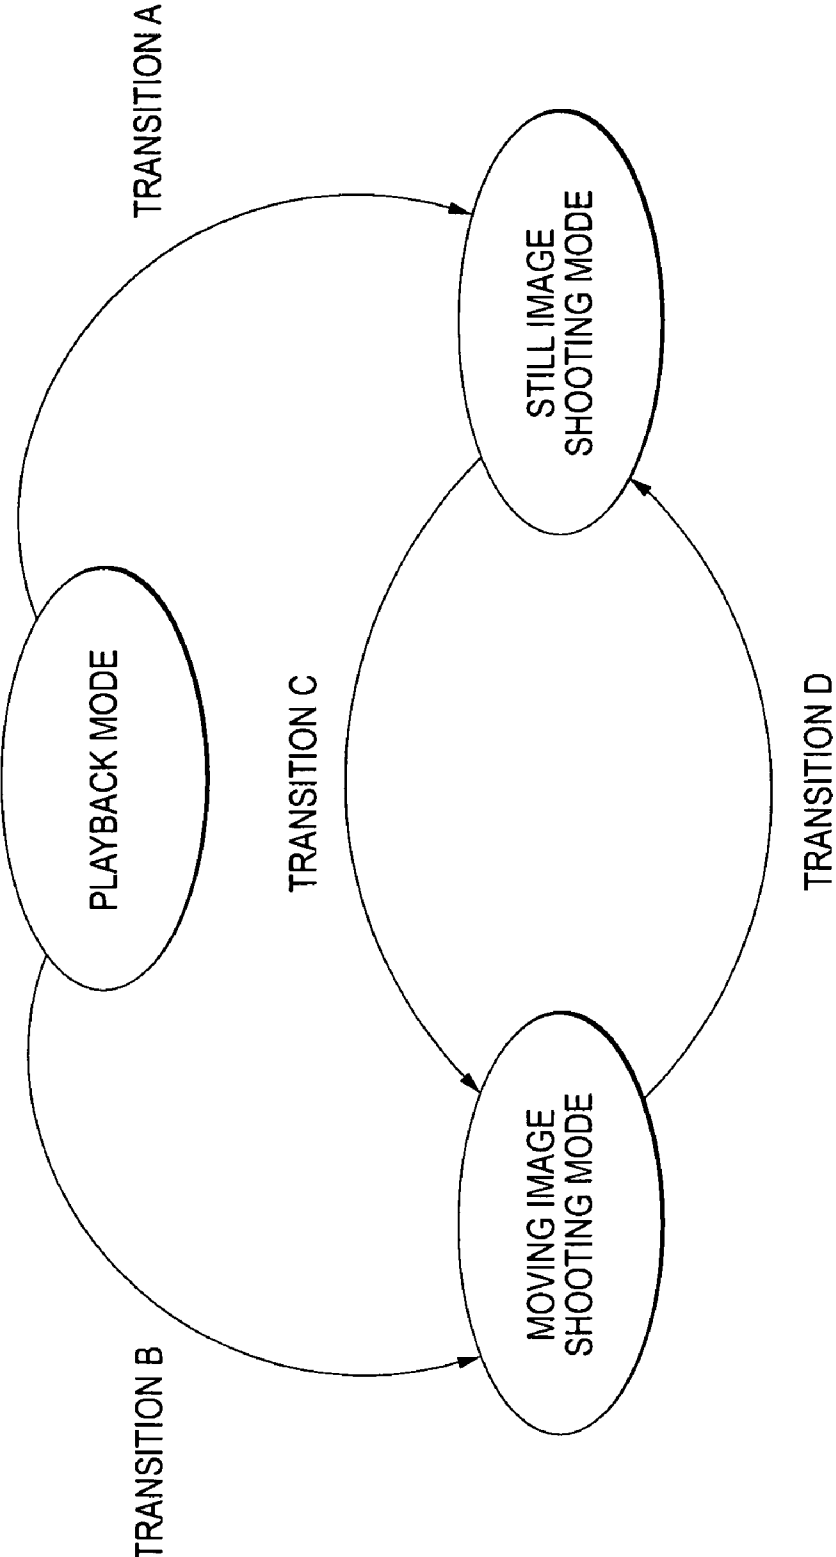 PLAYBACK MODE
TRANSITION B
TRANSITION A
TRANSITION C
MOVING IMAGE
SHOOTING MODE
STILL IMAGE
SHOOTING MODE
TRANSITION D